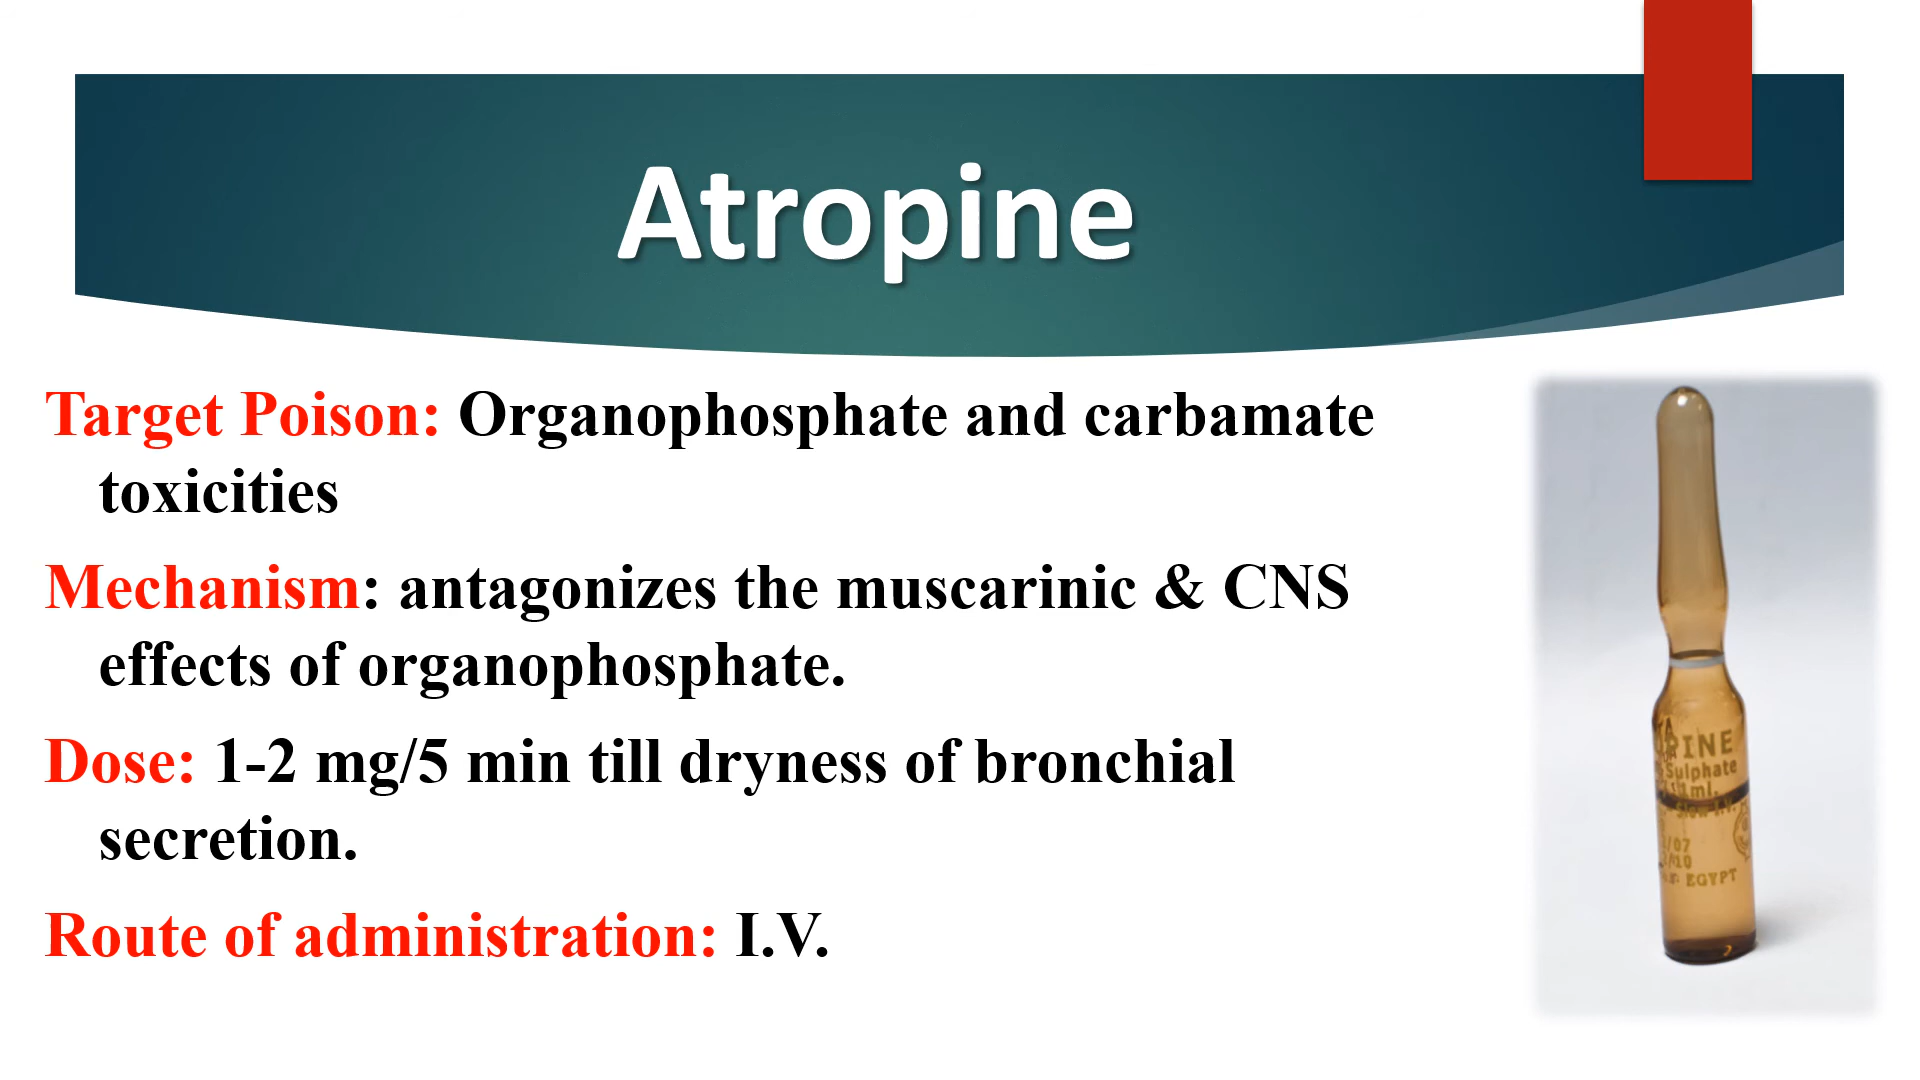 Atropine
Target Poison: Organophosphate and carbamate
toxicities
Mechanism: antagonizes the muscarinic & CNS
effects of organophosphate.
Dose: 1-2 mg/5 min till dryness of bronchial
secretion.
Route of administration: I.V.
Sulphate
1ml.
EGYPT